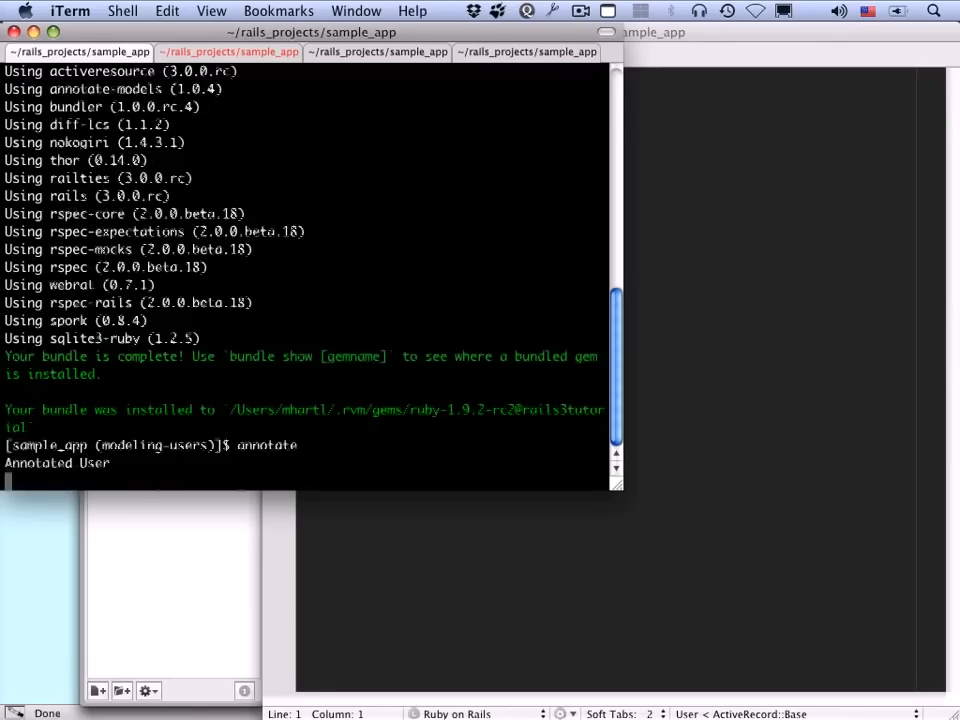 iTerm Shell Edit View Bookmarks Window Help
~/rails_projects/sample_app
sample_app
~/rails_projects/sample_app ~/rails_projects/sample_app ~/rails_projects/sample_app ~/rails_projects/sample_app
Using activeresource (3.0.0.rc)
Using annotate-models (1.0.4)
Using bundler (1.0.0.rc.4)
Using diff-lcs (1.1.2)
Using nokogiri (1.4.3.1)
Using thor (0.14.0)
Using railties (3.0.0.rc)
Using rails (3.0.0.rc)
Using rspec-core (2.0.0.beta.18)
Using rspec-expectations (2.0.0.beta.18)
Using rspec-mocks (2.0.0.beta.18)
Using rspec (2.0.0.beta.18)
Using webrat (0.7.1)
Using rspec-rails (2.0.0.beta.18)
Using spork (0.8.4)
Using sqlite3-ruby (1.2.5)
Your bundle is complete! Use `bundle show [gemname]` to see where a bundled gem
is installed.
Your bundle was installed to `/Users/mhartl/.rvm/gems/ruby-1.9.2-rc2@rails3tutor
ial`
[sample_app (modeling-users)]$ annotate
Annotated User
Done
Line: 1 Column: 1 Ruby on Rails Soft Tabs: 2 User < ActiveRecord::Base